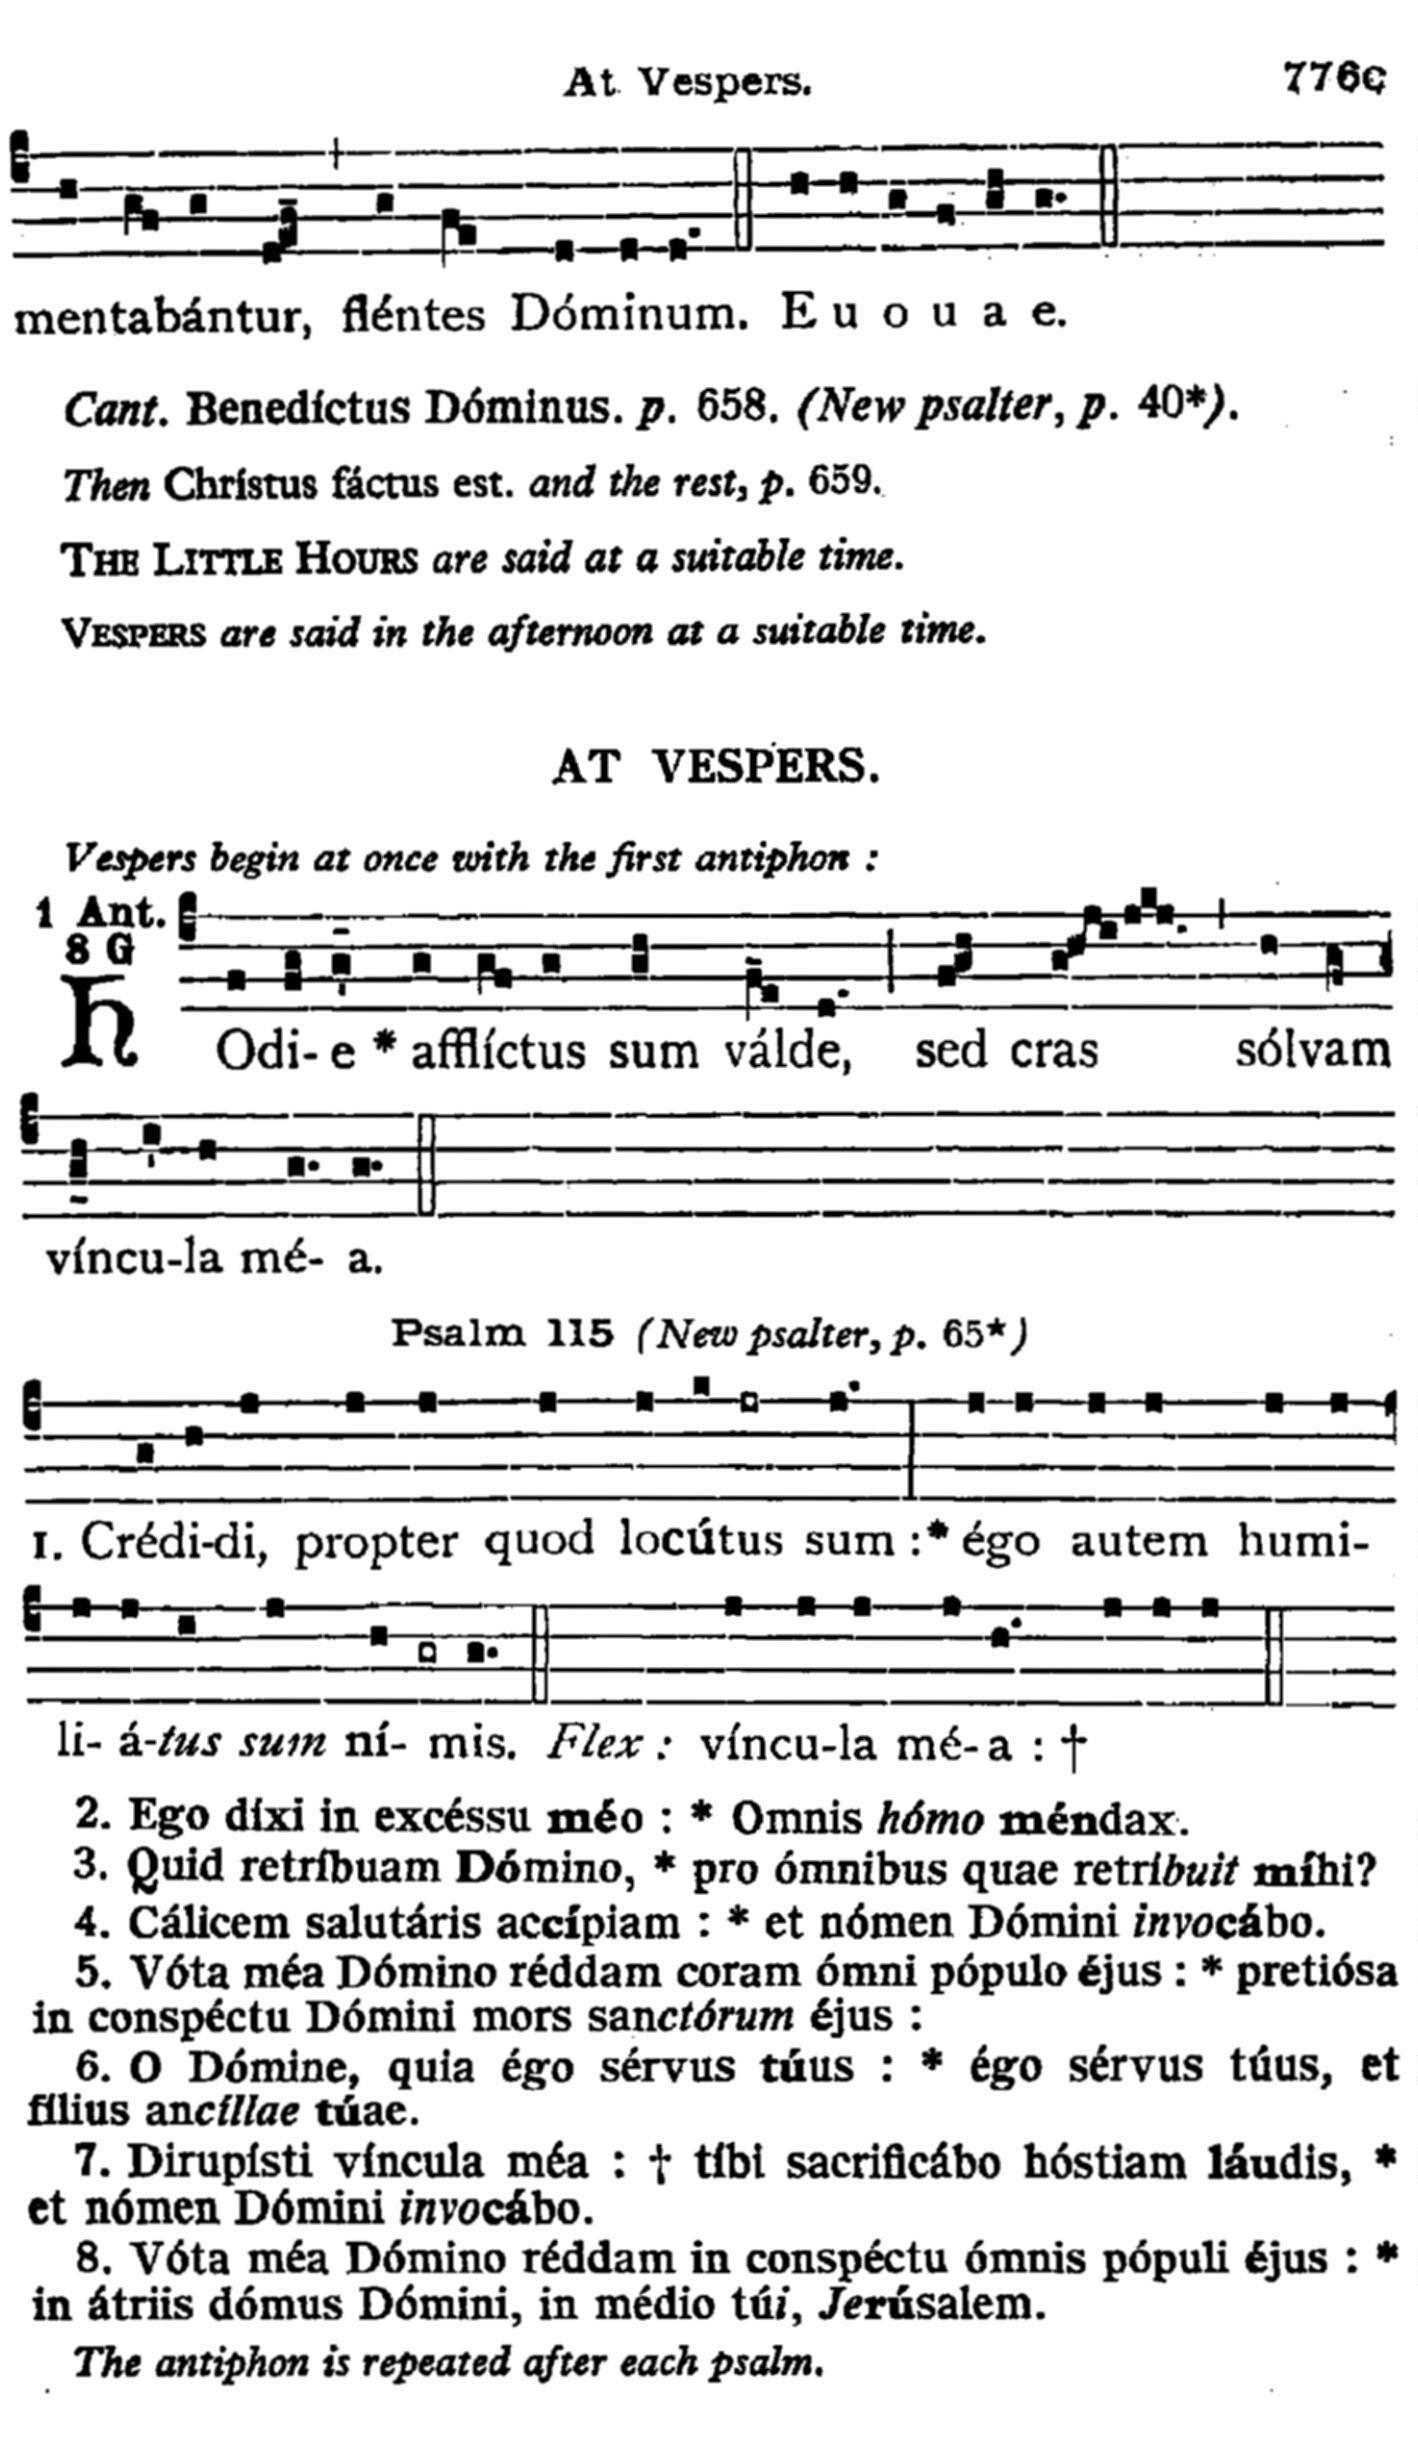 At Vespers. 776c
mentabántur, fléntes Dóminum. E u o u a e.
Cant. Benedíctus Dóminus. p. 658. (New psalter, p. 40*).
Then Chrístus fáctus est. and the rest, p. 659.
THE LITTLE HOURS are said at a suitable time.
VESPERS are said in the afternoon at a suitable time.
AT VESPERS.
Vespers begin at once with the first antiphon :
1 Ant.
8 G
hOdi- e * afflíctus sum válde, sed cras sólvam
víncu-la mé- a.
Psalm 115 (New psalter, p. 65*)
1. Crédi-di, propter quod locútus sum :* égo autem humi-
li- á-tus sum ní- mis. Flex : víncu-la mé- a : †
2. Ego díxi in excéssu méo : * Omnis hómo méndax.
3. Quid retríbuam Dómino, * pro ómnibus quae retríbuit míhi?
4. Cálicem salutáris accípiam : * et nómen Dómini invocábo.
5. Vóta méa Dómino réddam coram ómni pópulo éjus : * pretiósa
in conspéctu Dómini mors sanctórum éjus :
6. O Dómine, quia égo sérvus túus : * égo sérvus túus, et
fílius ancíllae túae.
7. Dirupísti víncula méa : † tíbi sacrificábo hóstiam láudis, *
et nómen Dómini invocábo.
8. Vóta méa Dómino réddam in conspéctu ómnis pópuli éjus : *
in átriis dómus Dómini, in médio túi, Jerúsalem.
The antiphon is repeated after each psalm.